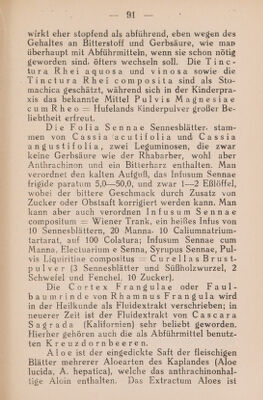 — 91 —
wirkt eher stopfend als abführend, eben wegen des
Gehaltes an Bitterstoff und Gerbsäure, wie man
überhaupt mit Abführmitteln, wenn sie schon nötig
geworden sind, öfters wechseln soll. Die Tinc-
tura Rhei aquosa und vinosa sowie die
Tinctura Rhei composita sind als Sto-
machica geschätzt, während sich in der Kinderpra-
xis das bekannte Mittel Pulvis Magnesiae
cum Rheo = Hufelands Kinderpulver großer Be-
liebtheit erfreut.
Die Folia Sennae Sennesblätter, stam-
men von Cassia acutifolia und Cassia
angustifolia, zwei Leguminosen, die zwar
keine Gerbsäure wie der Rhabarber, wohl aber
Anthrachinon und ein Bitterharz enthalten. Man
verordnet den kalten Aufguß, das Infusum Sennae
frigide paratum 5,0—50,0, und zwar 1—2 Eßlöffel,
wobei der bittere Geschmack durch Zusatz von
Zucker oder Obstsaft korrigiert werden kann. Man
kann aber auch verordnen Infusum Sennae
compositum = Wiener Trank, ein heißes Infus von
10 Sennesblättern, 20 Manna- 10 Caliumnatrium-
tartarat, auf 100 Colatura; Infusum Sennae cum
Manna, Electuarium e Senna, Syrupus Sennae, Pul-
vis Liquiritiae compositus = Curellas Brust-
pulver (3 Sennesblätter und Süßholzwurzel, 2
Schwefel und Fenchel, 10 Zucker).
Die Cortex Frangulae oder Faul-
baumrinde von Rhamnus Frangula wird
in der Heilkunde als Fluidextrakt verschrieben; in
neuerer Zeit ist der Fluidextract von Cascara
Sagrada (Kalifornien) sehr beliebt geworden.
Hierher gehören auch die als Abführmittel benutz-
ten Kreuzdornbeeren.
Aloe ist der eingedickte Saft der fleischigen
Blätter mehrerer Aloearten des Kaplandes (Aloe
lucida, A. hepatica), welche das anthrachinonhal-
tige Aloin enthalten. Das Extractum Aloes ist